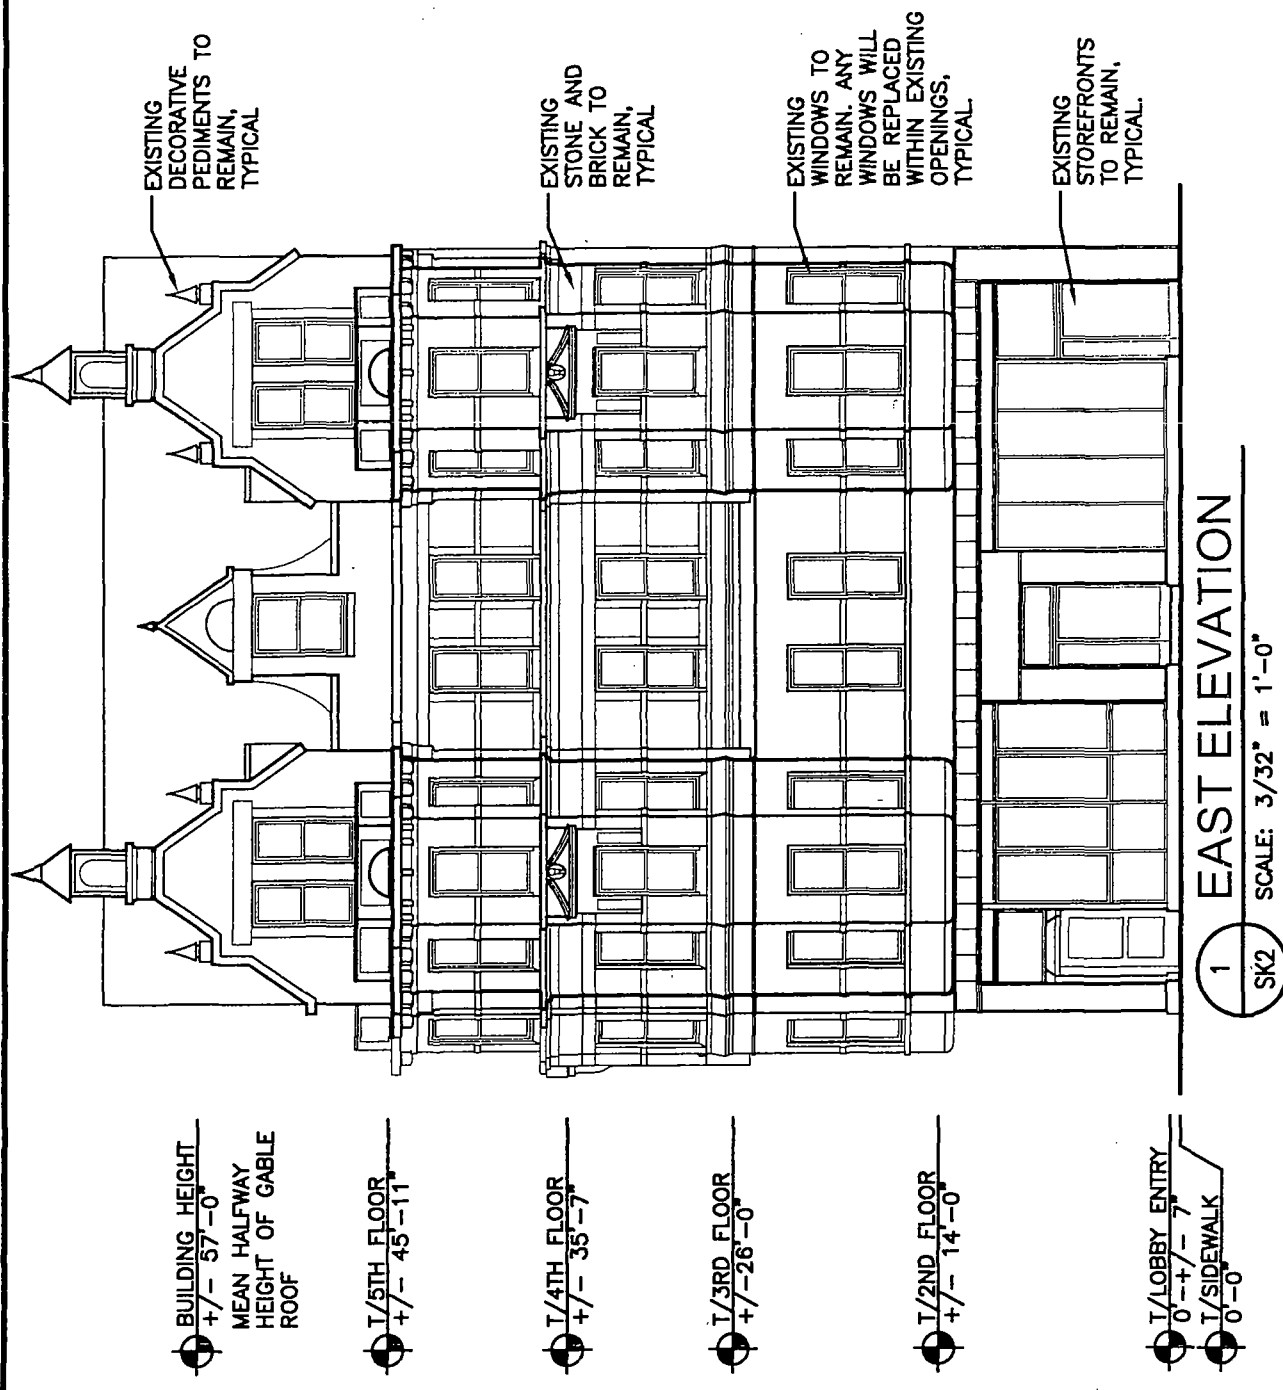 EXISTING
DECORATIVE
PEDIMENTS TO
REMAIN,
TYPICAL
EXISTING
STONE AND
BRICK TO
REMAIN,
TYPICAL
EXISTING
WINDOWS TO
REMAIN. ANY
WINDOWS WILL
BE REPLACED
WITHIN EXISTING
OPENINGS,
TYPICAL.
EXISTING
STOREFRONTS
TO REMAIN,
TYPICAL.
BUILDING HEIGHT
+/- 57'-0"
MEAN HALFWAY
HEIGHT OF GABLE
ROOF
T/5TH FLOOR
+/- 45'-11"
T/4TH FLOOR
+/- 35'-7"
T/3RD FLOOR
+/-26'-0"
T/2ND FLOOR
+/- 14'-0"
T/LOBBY ENTRY
0'-+/- 7"
T/SIDEWALK
0'-0"
1
SK2
EAST ELEVATION
SCALE: 3/32" = 1'-0"